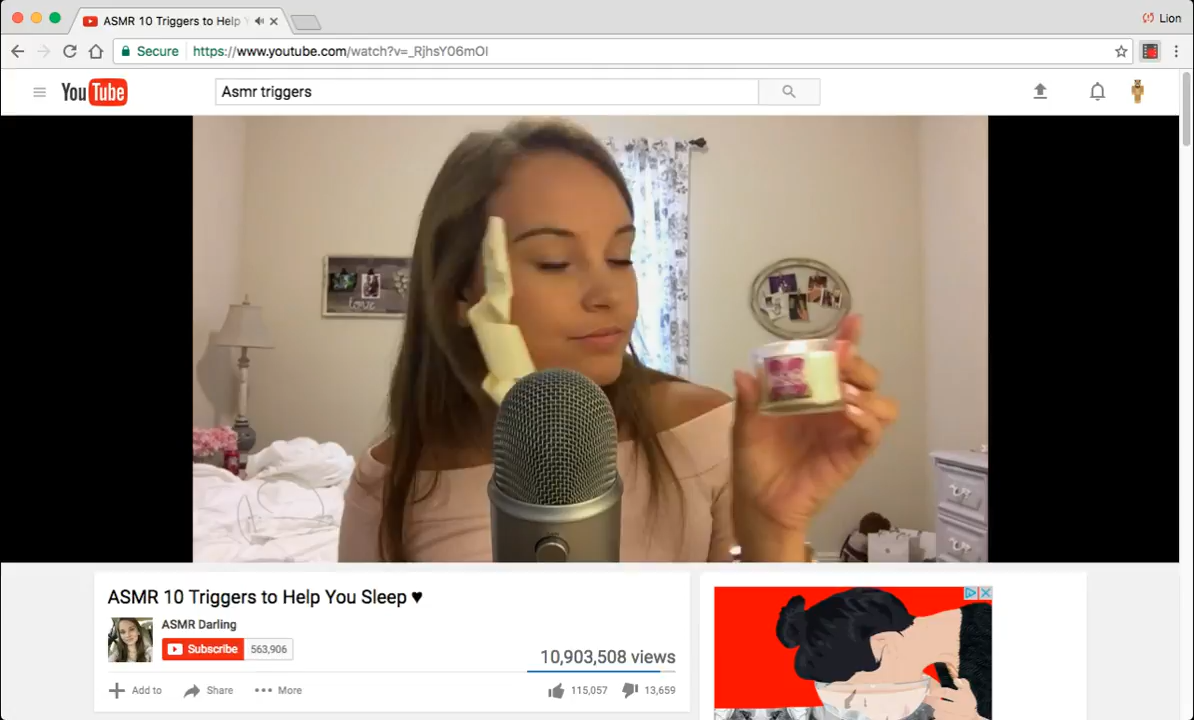 ASMR 10 Triggers to Help Y
Lion
Secure https://www.youtube.com/watch?v=_RjhsY06mOI
YouTube
Asmr triggers
love
ASMR 10 Triggers to Help You Sleep ♥
ASMR Darling
Subscribe 563,906
10,903,508 views
Add to Share More 115,057 13,659